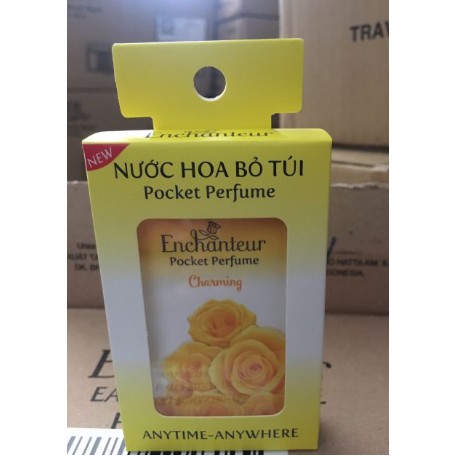 TRAV
Enchanteur
NEW
NƯỚC HOA BỎ TÚI
Pocket Perfume
Enchanteur
Pocket Perfume
Charming
ANYTIME-ANYWHERE